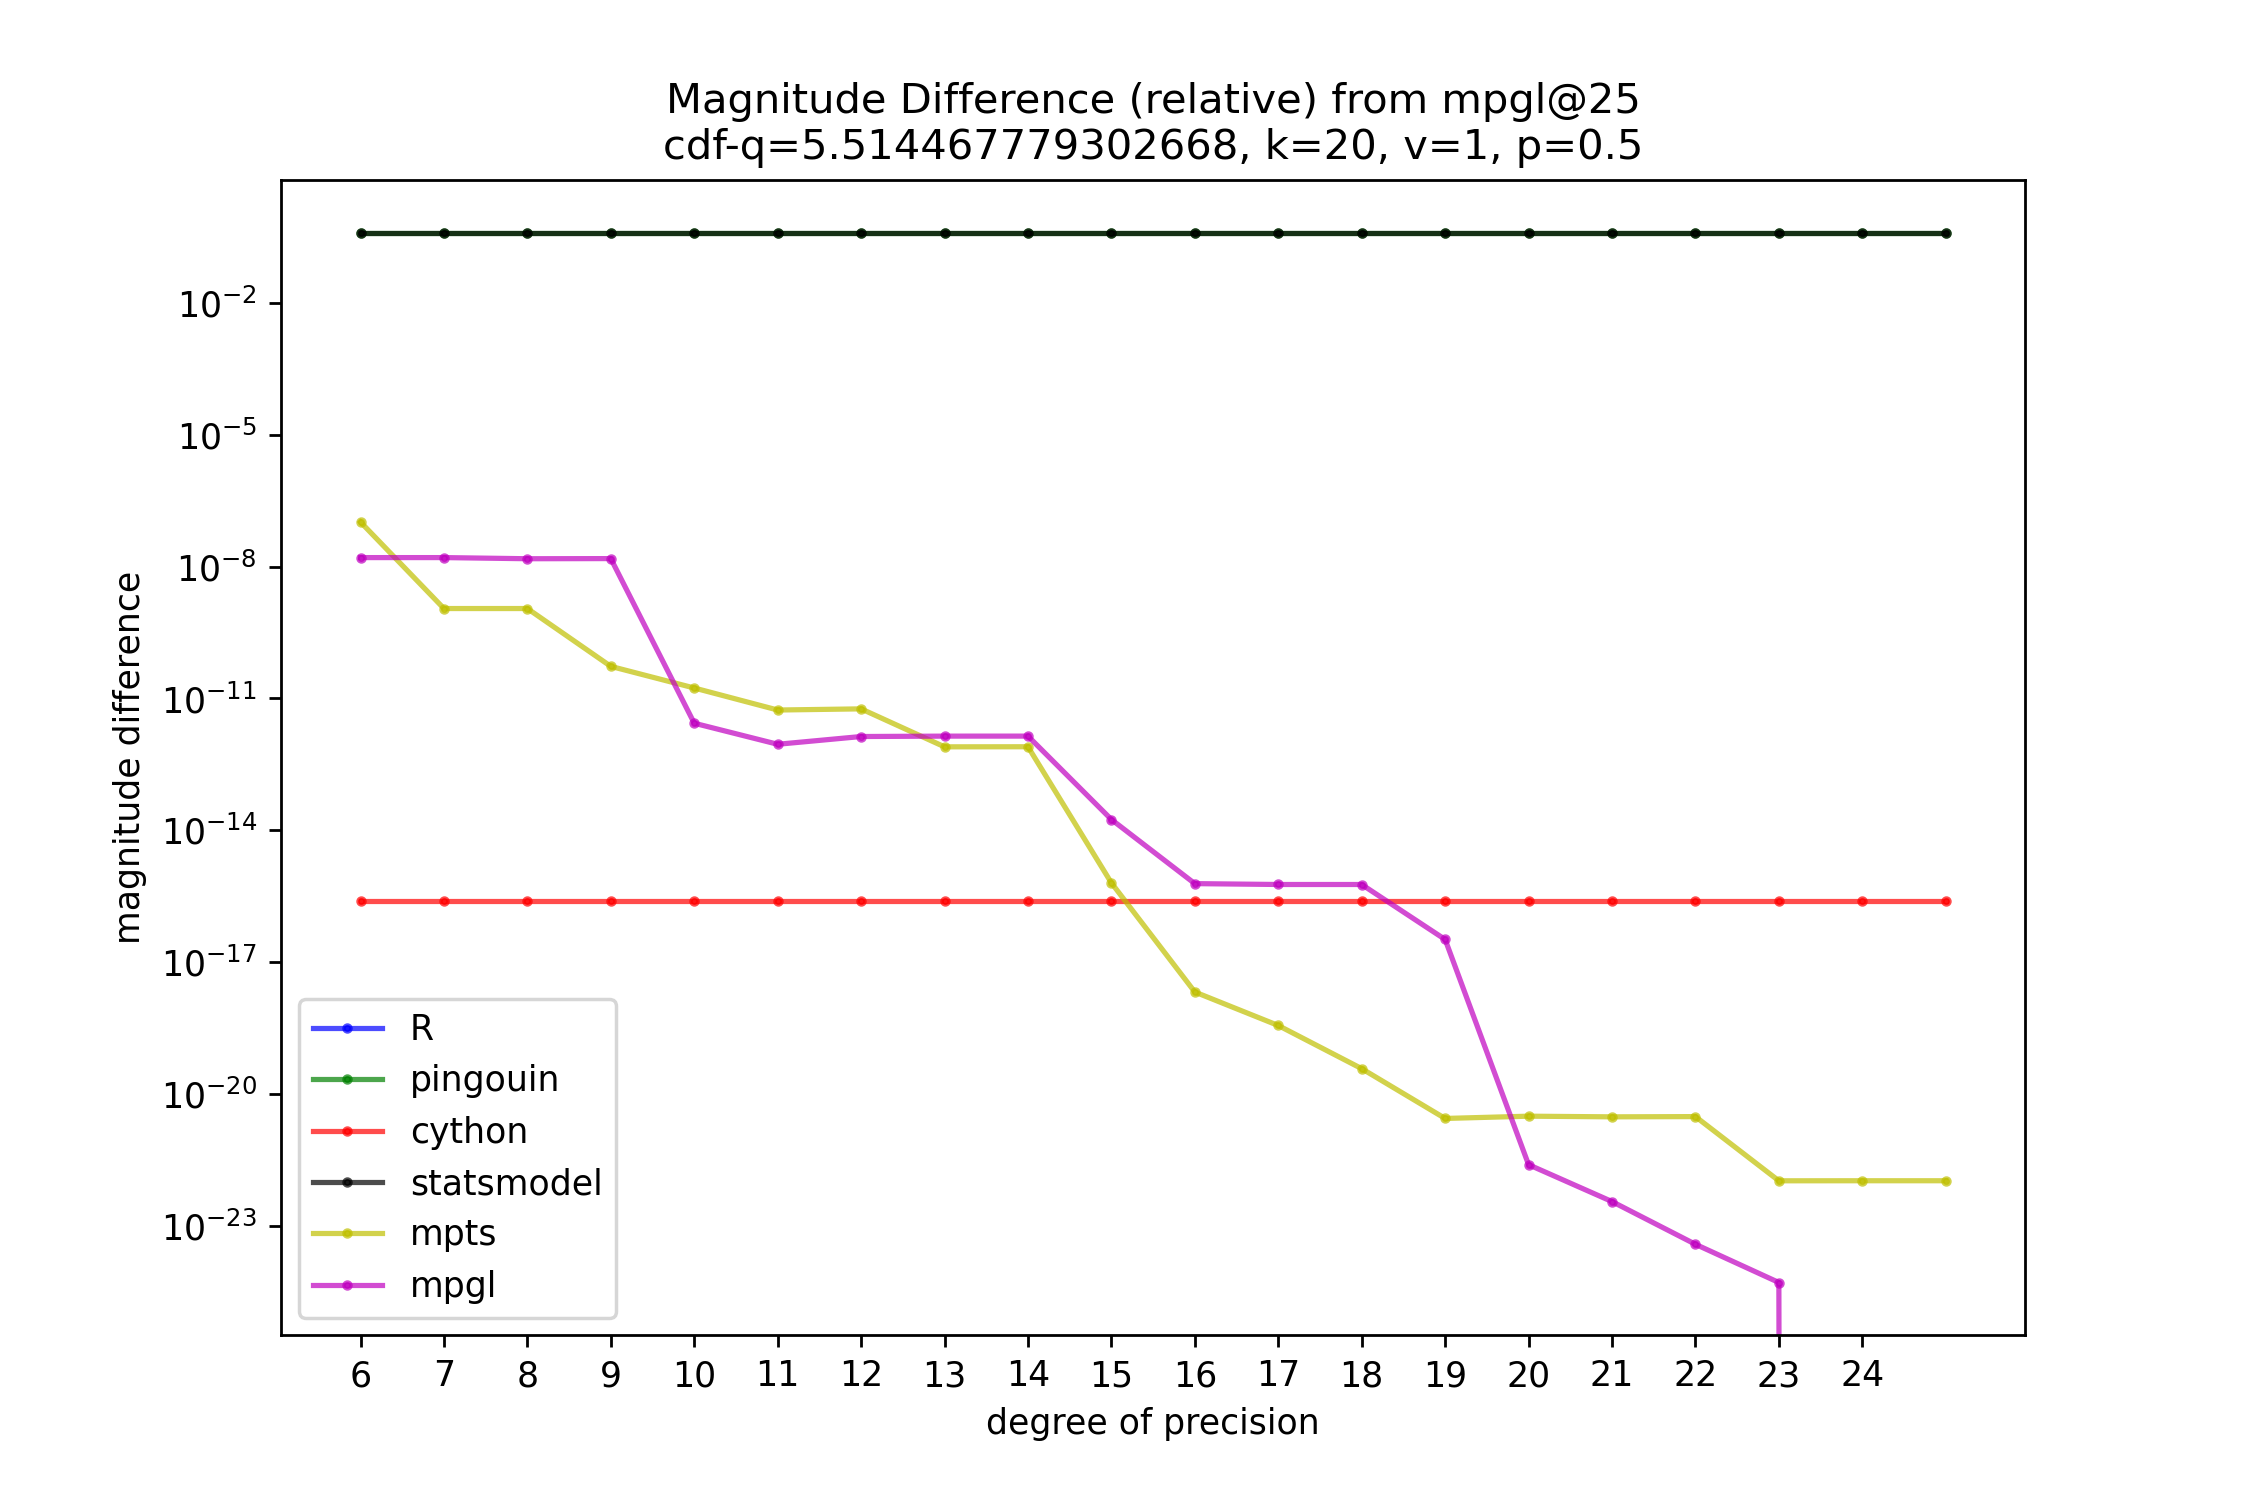 Magnitude Difference (relative) from mpgl@25
cdf-q=5.514467779302668, k=20, v=1, p=0.5
magnitude difference
10⁻²
10⁻⁵
10⁻⁸
10⁻¹¹
10⁻¹⁴
10⁻¹⁷
10⁻²⁰
10⁻²³
R
pingouin
cython
statsmodel
mpts
mpgl
6 7 8 9 10 11 12 13 14 15 16 17 18 19 20 21 22 23 24
degree of precision